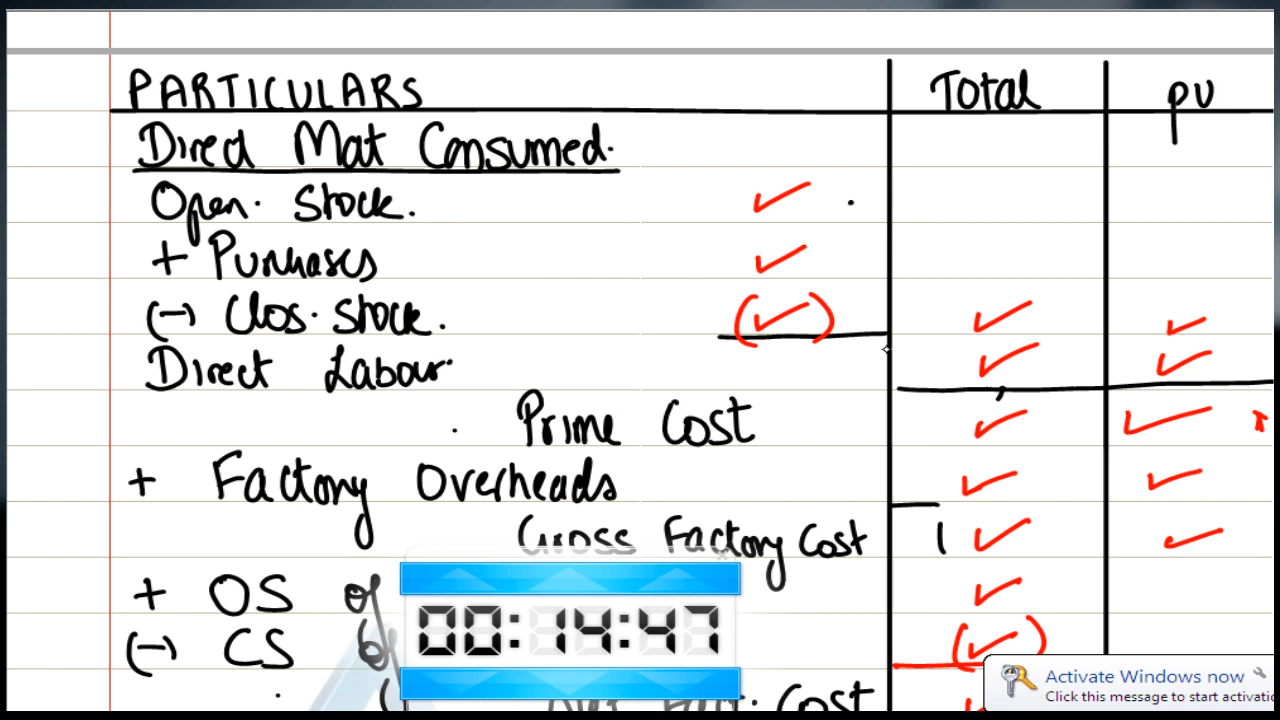 PARTICULARS Total pu
Direct Mat Consumed.
Open. Stock.
+ Purchases
(-) Clos. Stock.
Direct Labour
Prime Cost
+ Factory Overheads
Gross Factory Cost
+ OS of
(-) CS of
00:14:47
Cost
Activate Windows now
Click this message to start activatio